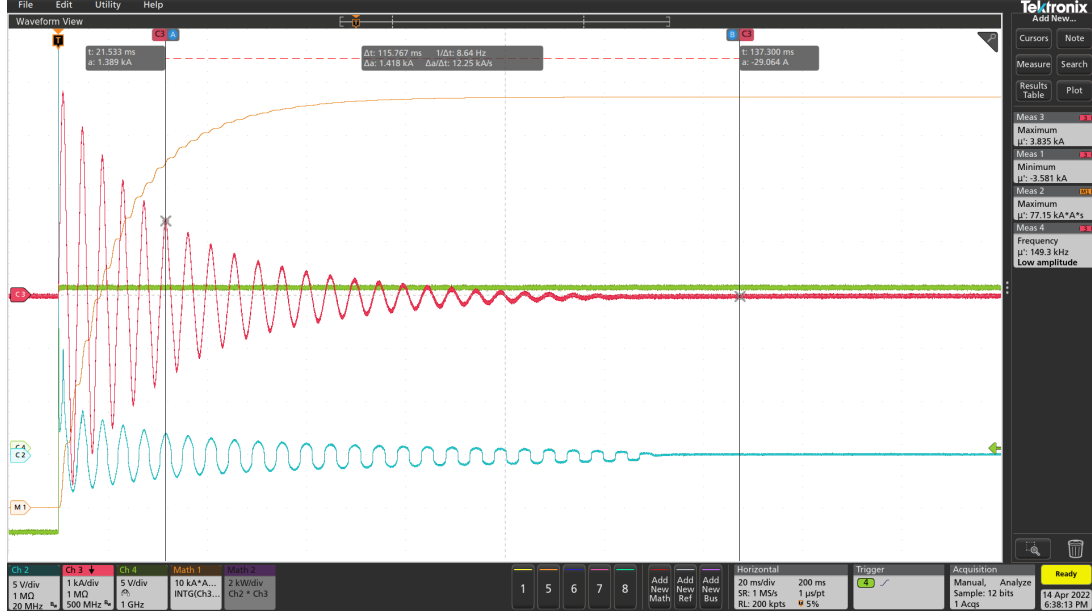 File Edit Utility Help
Tektronix
Waveform View
Add New...
T
C3 A
B C3
t: 21.533 ms
a: 1.389 kA
Δt: 115.767 ms 1/Δt: 8.64 Hz
Δa: 1.418 kA Δa/Δt: 12.25 kA/s
t: 137.300 ms
a: -29.064 A
Cursors Note
Measure Search
Results
Table
Plot
Meas 3 3
Maximum
µ': 3.835 kA
Meas 1 3
Minimum
µ': -3.581 kA
Meas 2 M1
Maximum
µ': 77.15 kA*A*s
Meas 4 3
Frequency
µ': 149.3 kHz
Low amplitude
C 3
C 4
C 2
M 1
Ch 2
5 V/div
1 MΩ
20 MHz
Ch 3
1 kA/div
1 MΩ
500 MHz
Ch 4
5 V/div
1 GHz
Math 1
10 kA*A...
INTG(Ch3...
Math 2
2 kW/div
Ch2 * Ch3
1 5 6 7 8
Add
New
Math
Add
New
Ref
Add
New
Bus
Horizontal
20 ms/div 200 ms
SR: 1 MS/s 1 µs/pt
RL: 200 kpts 5%
Trigger
4
Acquisition
Manual, Analyze
Sample: 12 bits
1 Acqs
Ready
6:38:13 PM